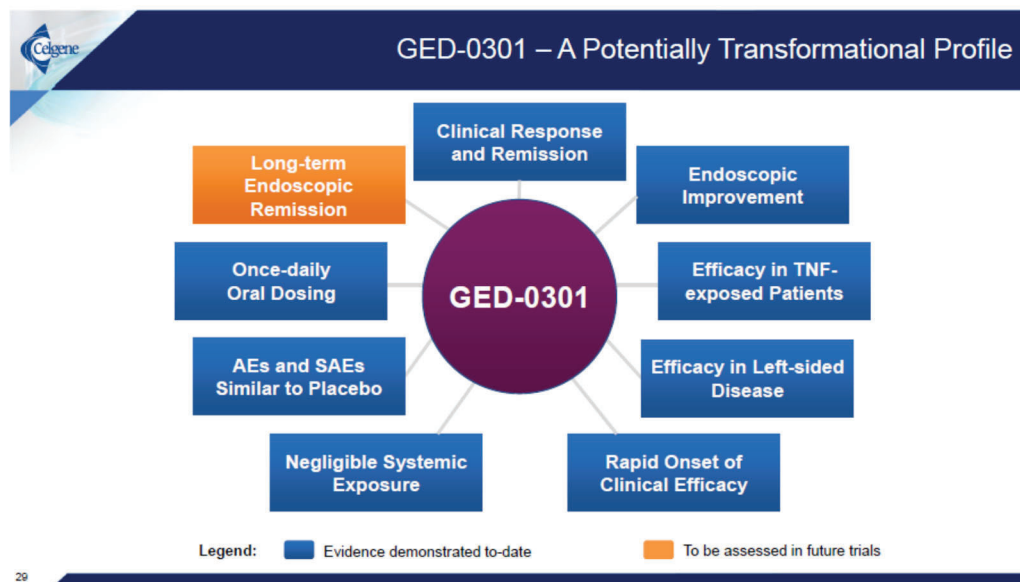 Celgene
GED-0301 – A Potentially Transformational Profile
Clinical Response
and Remission
Long-term
Endoscopic
Remission
Endoscopic
Improvement
Once-daily
Oral Dosing
GED-0301
Efficacy in TNF-
exposed Patients
AEs and SAEs
Similar to Placebo
Efficacy in Left-sided
Disease
Negligible Systemic
Exposure
Rapid Onset of
Clinical Efficacy
Legend:
Evidence demonstrated to-date
To be assessed in future trials
29